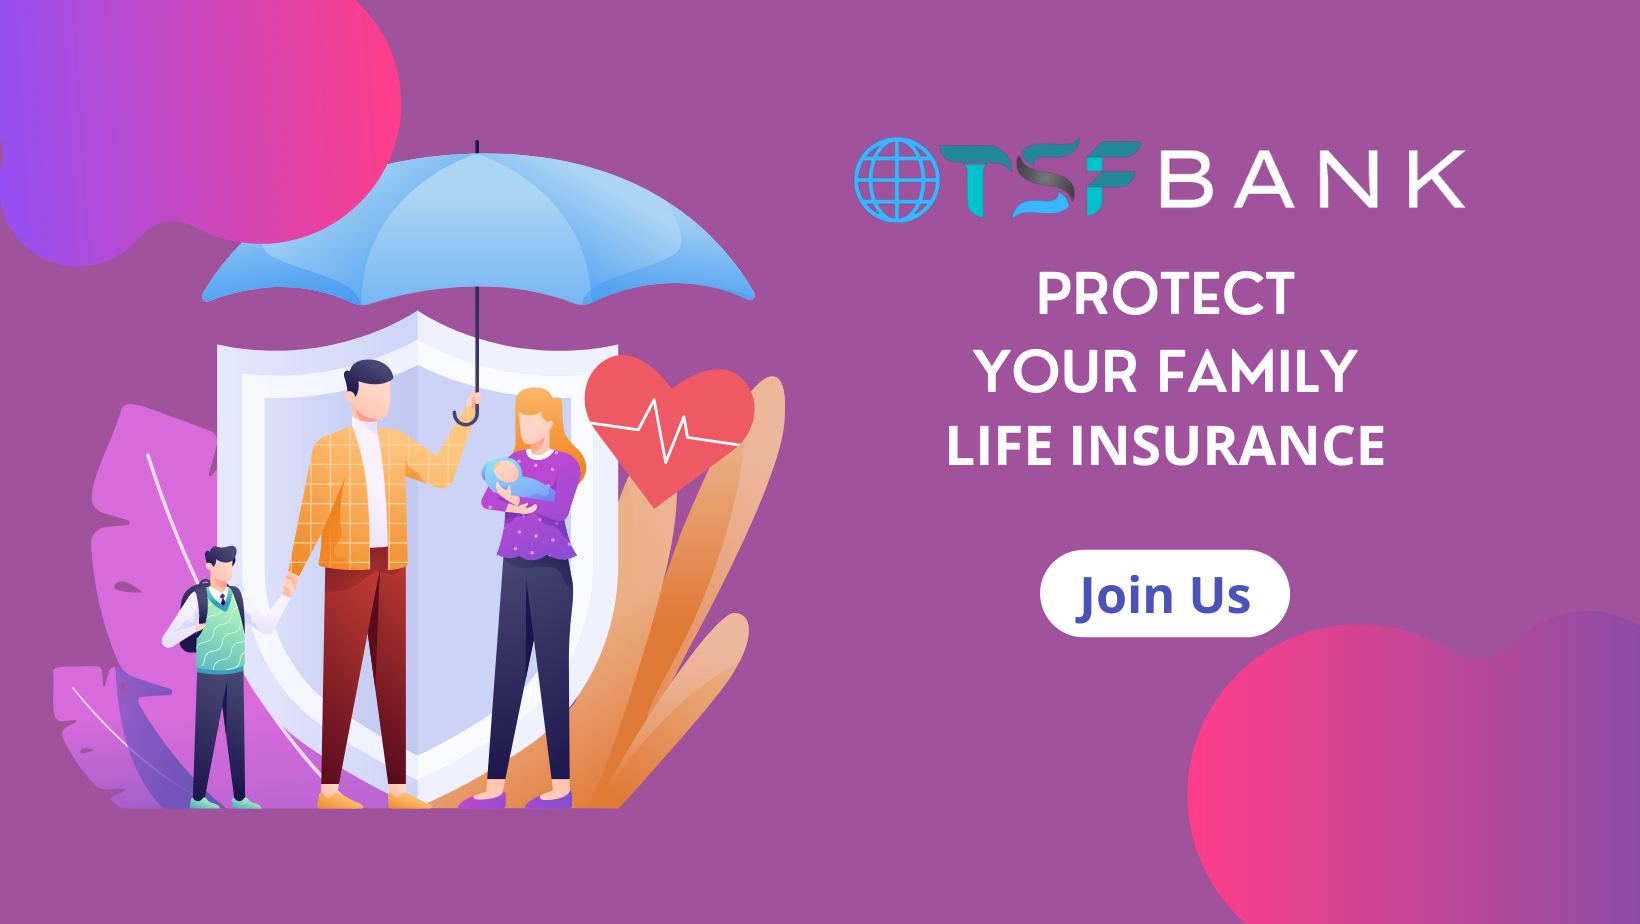 TSF BANK
PROTECT
YOUR FAMILY
LIFE INSURANCE
Join Us